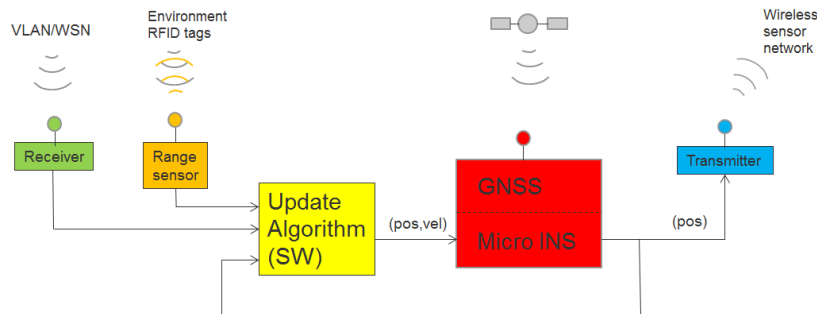 VLAN/WSN
Environment
RFID tags
Wireless
sensor
network
Receiver
Range
sensor
Update
Algorithm
(SW)
(pos,vel)
GNSS
Micro INS
(pos)
Transmitter